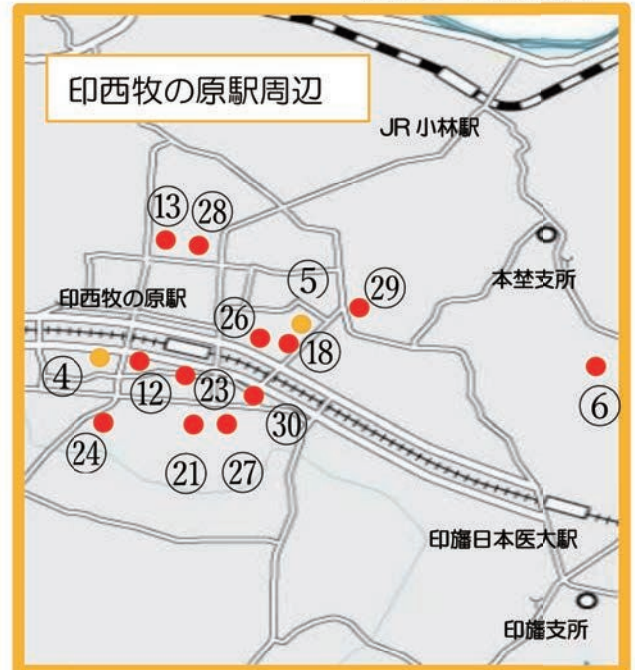 印西牧の原駅周辺
JR 小林駅
⑬
㉘
本埜支所
⑤
㉙
印西牧の原駅
㉖
⑱
④
⑫
㉓
⑥
㉚
㉔
㉑
㉗
印旛日本医大駅
印旛支所